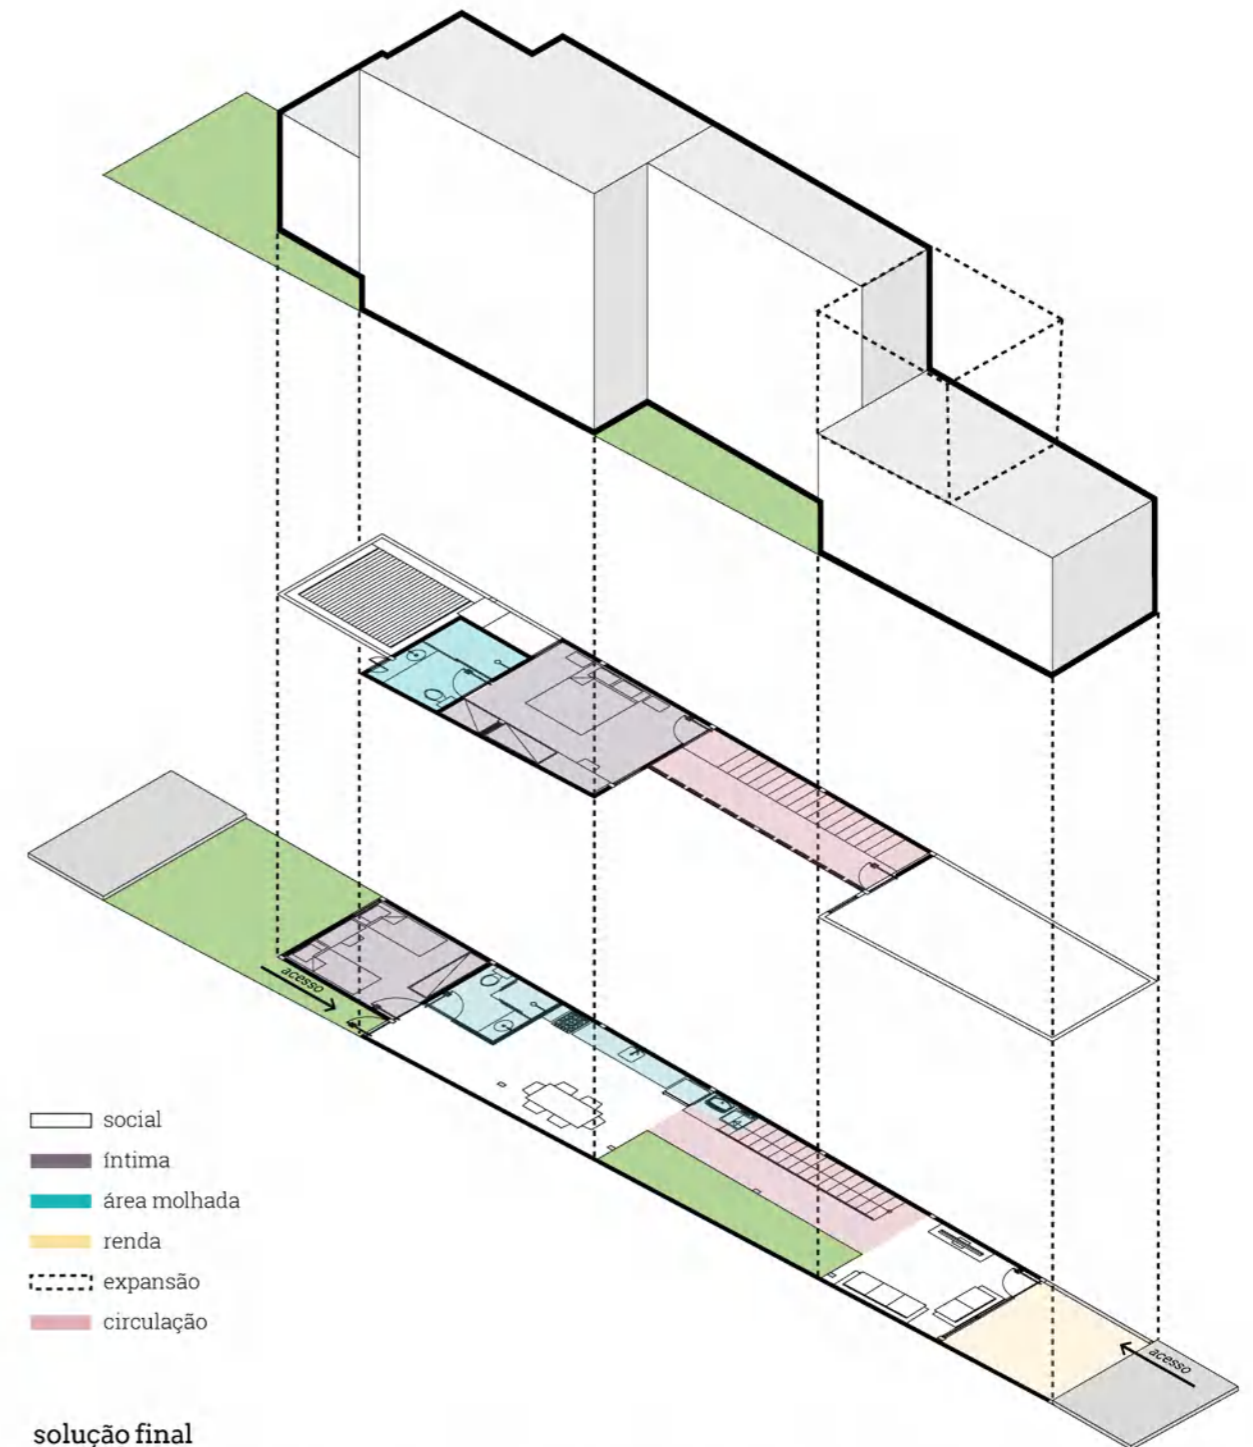 acesso
social
íntima
área molhada
renda
expansão
circulação
acesso
solução final